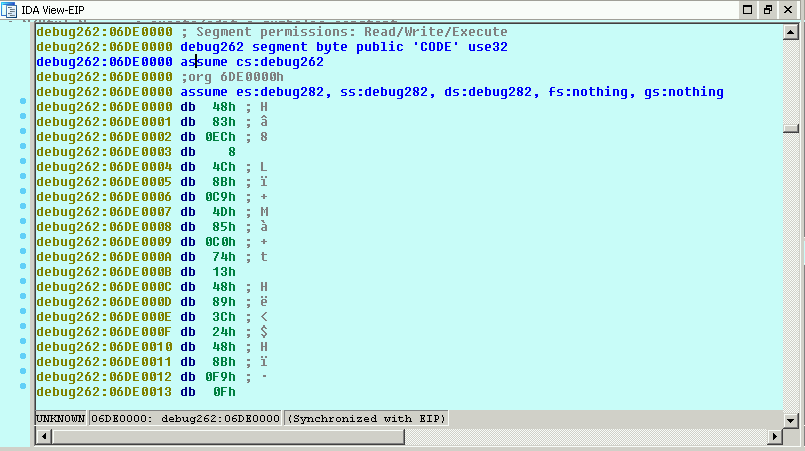 IDA View-EIP
debug262:06DE0000 ; Segment permissions: Read/Write/Execute
debug262:06DE0000 debug262 segment byte public 'CODE' use32
debug262:06DE0000 assume cs:debug262
debug262:06DE0000 ;org 6DE0000h
debug262:06DE0000 assume es:debug282, ss:debug282, ds:debug282, fs:nothing, gs:nothing
debug262:06DE0000 db 48h ; H
debug262:06DE0001 db 83h ; â
debug262:06DE0002 db 0ECh ; 8
debug262:06DE0003 db 8
debug262:06DE0004 db 4Ch ; L
debug262:06DE0005 db 8Bh ; ï
debug262:06DE0006 db 0C9h ; +
debug262:06DE0007 db 4Dh ; M
debug262:06DE0008 db 85h ; à
debug262:06DE0009 db 0C0h ; +
debug262:06DE000A db 74h ; t
debug262:06DE000B db 13h
debug262:06DE000C db 48h ; H
debug262:06DE000D db 89h ; ë
debug262:06DE000E db 3Ch ; <
debug262:06DE000F db 24h ; $
debug262:06DE0010 db 48h ; H
debug262:06DE0011 db 8Bh ; ï
debug262:06DE0012 db 0F9h ; ·
debug262:06DE0013 db 0Fh
UNKNOWN 06DE0000: debug262:06DE0000 (Synchronized with EIP)